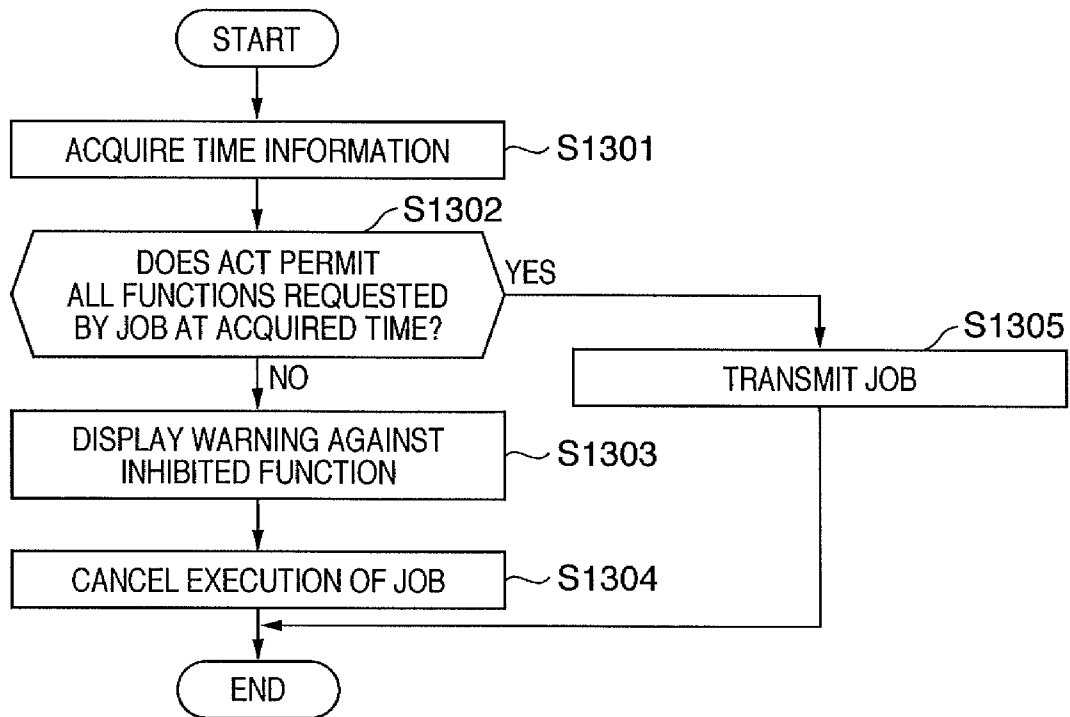 START
ACQUIRE TIME INFORMATION
S1301
S1302
DOES ACT PERMIT
ALL FUNCTIONS REQUESTED
BY JOB AT ACQUIRED TIME?
YES
S1305
TRANSMIT JOB
NO
DISPLAY WARNING AGAINST
INHIBITED FUNCTION
S1303
CANCEL EXECUTION OF JOB
S1304
END